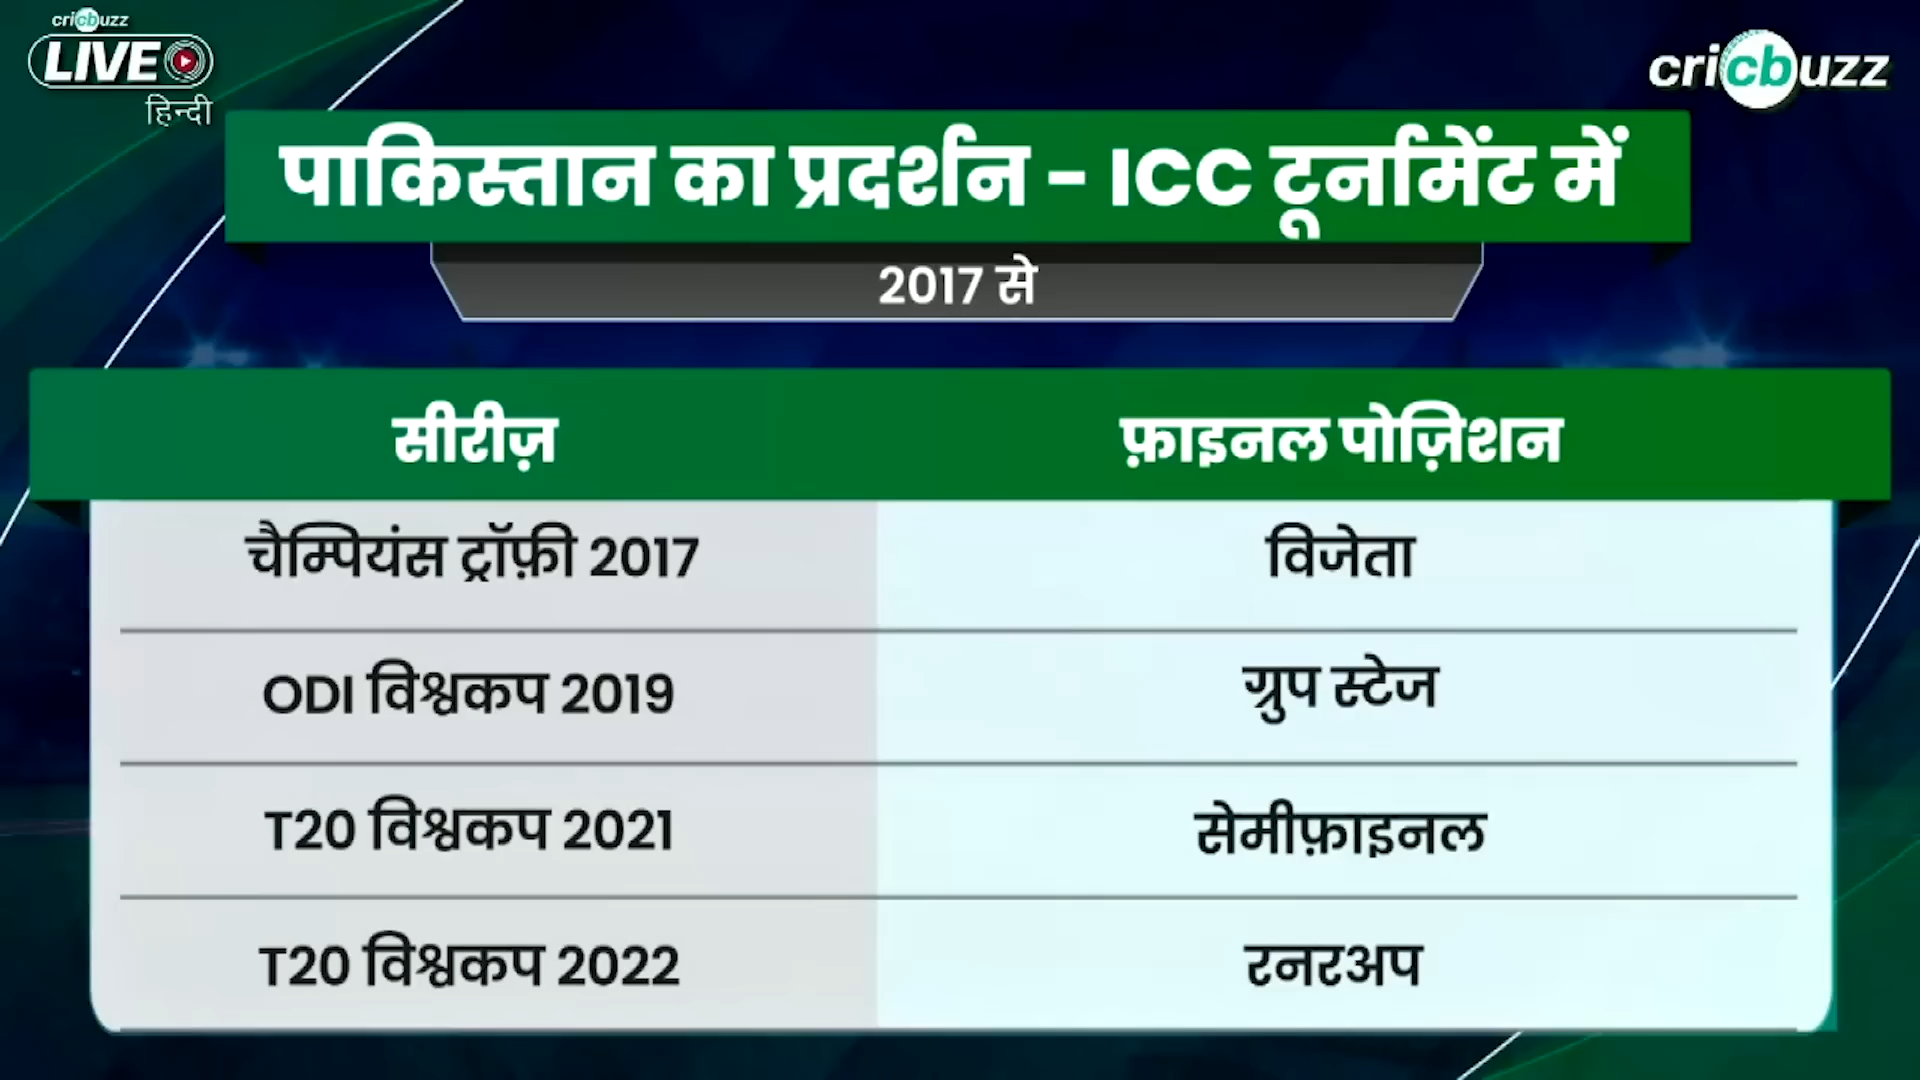 cricbuzz
LIVE
हिन्दी
cricbuzz
पाकिस्तान का प्रदर्शन - ICC टूर्नामेंट में
2017 से
सीरीज़ फ़ाइनल पोज़िशन
चैम्पियंस ट्रॉफ़ी 2017 विजेता
ODI विश्वकप 2019 ग्रुप स्टेज
T20 विश्वकप 2021 सेमीफ़ाइनल
T20 विश्वकप 2022 रनरअप